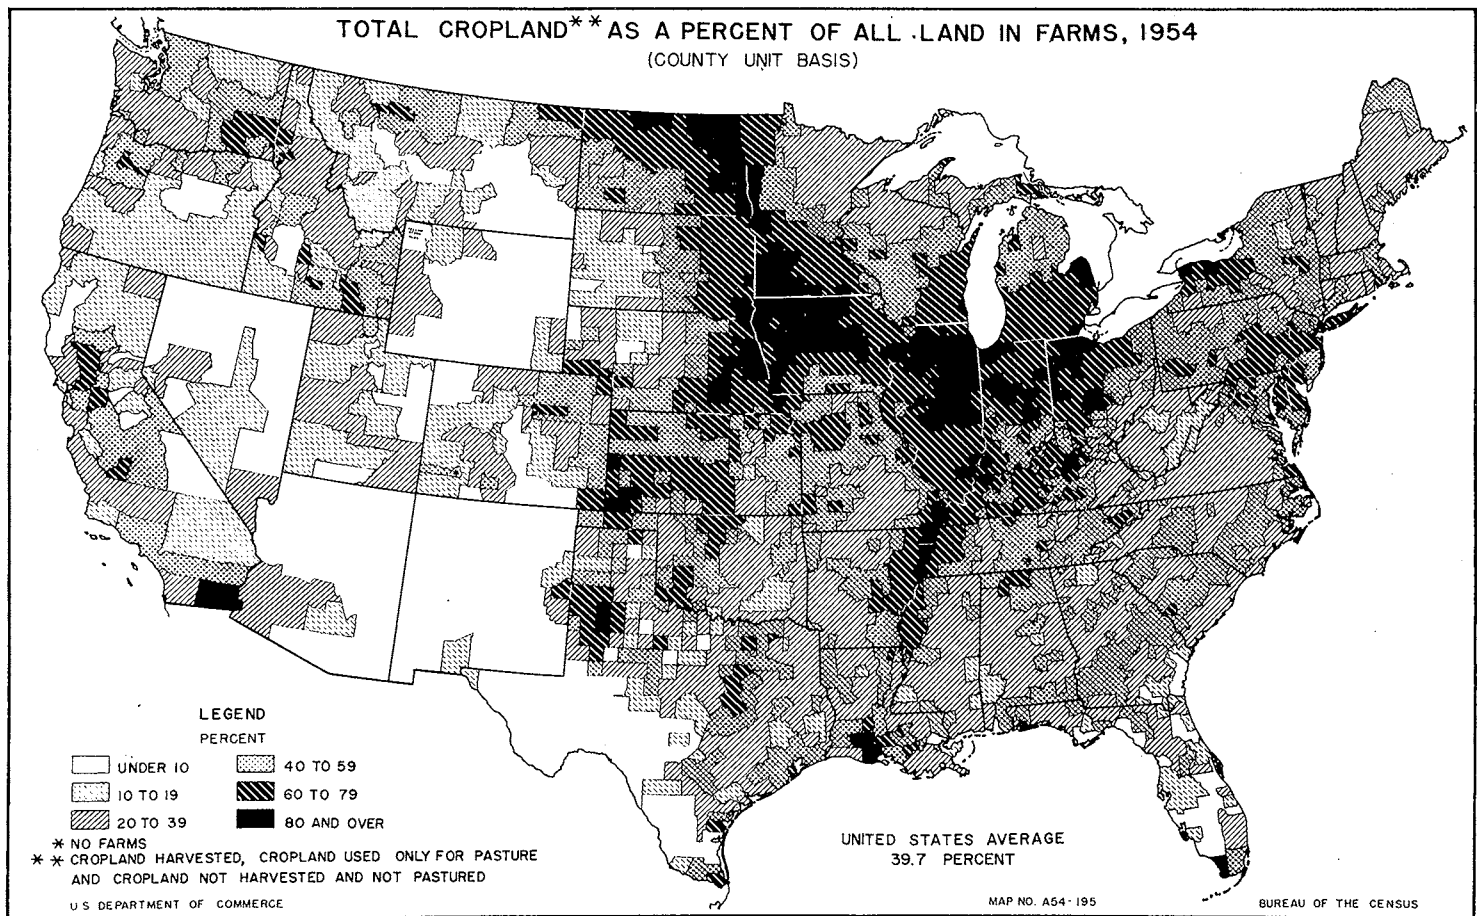 TOTAL CROPLAND** AS A PERCENT OF ALL LAND IN FARMS, 1954
(COUNTY UNIT BASIS)
LEGEND
PERCENT
UNDER 10
10 TO 19
20 TO 39
40 TO 59
60 TO 79
80 AND OVER
* NO FARMS
** CROPLAND HARVESTED, CROPLAND USED ONLY FOR PASTURE
AND CROPLAND NOT HARVESTED AND NOT PASTURED
UNITED STATES AVERAGE
39.7 PERCENT
U S DEPARTMENT OF COMMERCE
MAP NO. A54-195
BUREAU OF THE CENSUS